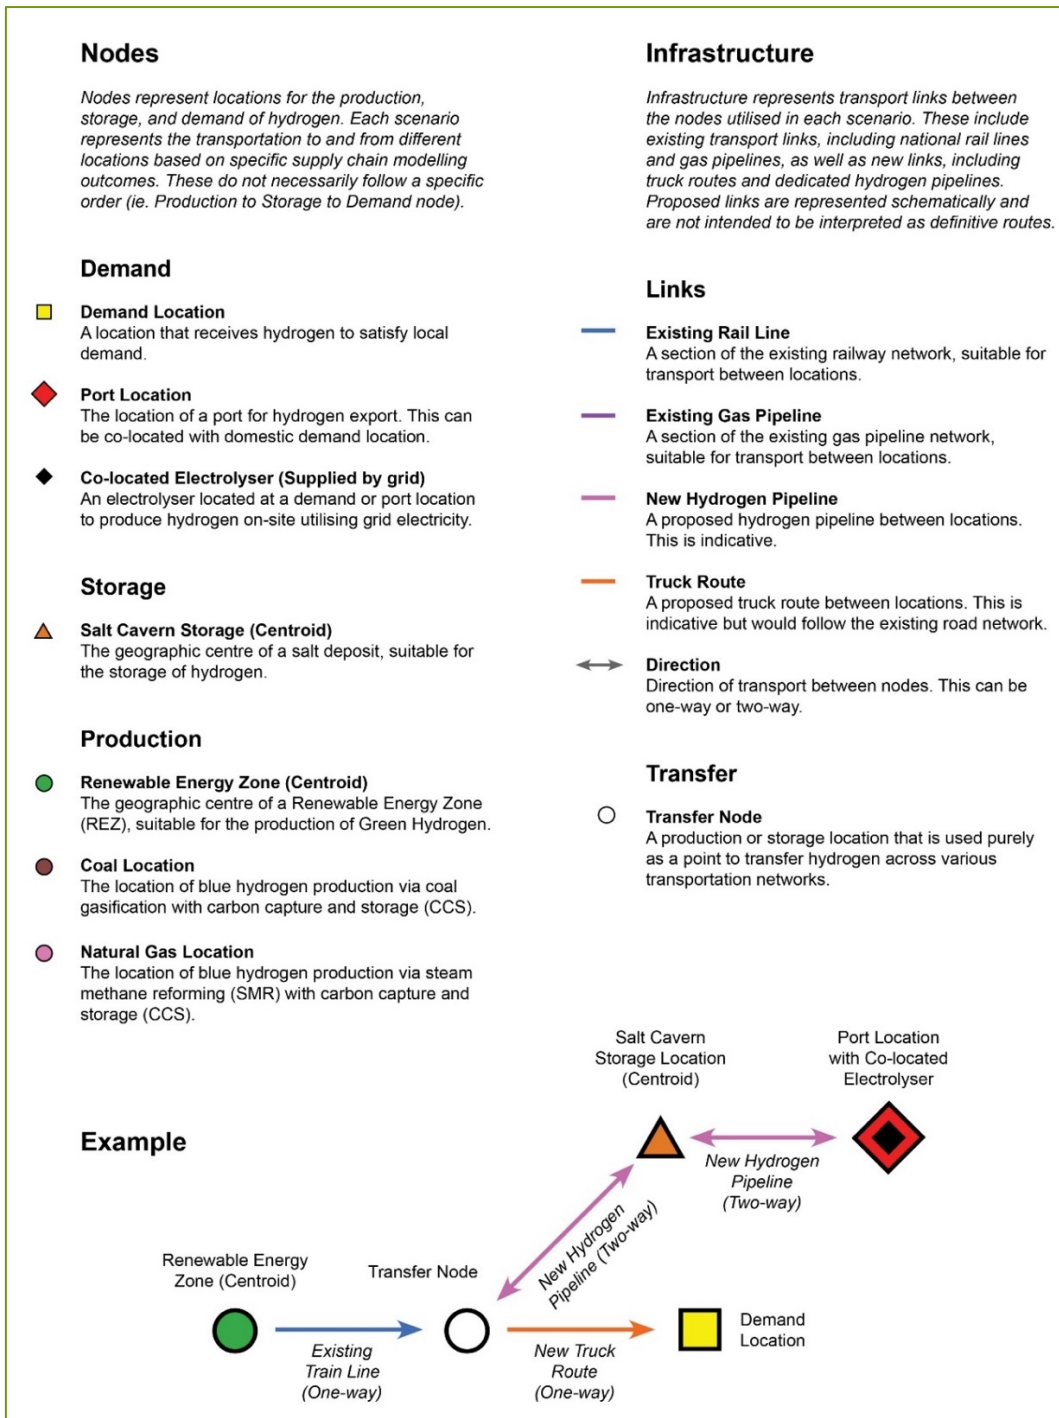 Nodes
Nodes represent locations for the production,
storage, and demand of hydrogen. Each scenario
represents the transportation to and from different
locations based on specific supply chain modelling
outcomes. These do not necessarily follow a specific
order (ie. Production to Storage to Demand node).
Demand
Demand Location
A location that receives hydrogen to satisfy local
demand.
Port Location
The location of a port for hydrogen export. This can
be co-located with domestic demand location.
Co-located Electrolyser (Supplied by grid)
An electrolyser located at a demand or port location
to produce hydrogen on-site utilising grid electricity.
Storage
Salt Cavern Storage (Centroid)
The geographic centre of a salt deposit, suitable for
the storage of hydrogen.
Production
Renewable Energy Zone (Centroid)
The geographic centre of a Renewable Energy Zone
(REZ), suitable for the production of Green Hydrogen.
Coal Location
The location of blue hydrogen production via coal
gasification with carbon capture and storage (CCS).
Natural Gas Location
The location of blue hydrogen production via steam
methane reforming (SMR) with carbon capture and
storage (CCS).
Infrastructure
Infrastructure represents transport links between
the nodes utilised in each scenario. These include
existing transport links, including national rail lines
and gas pipelines, as well as new links, including
truck routes and dedicated hydrogen pipelines.
Proposed links are represented schematically and
are not intended to be interpreted as definitive routes.
Links
Existing Rail Line
A section of the existing railway network, suitable for
transport between locations.
Existing Gas Pipeline
A section of the existing gas pipeline network,
suitable for transport between locations.
New Hydrogen Pipeline
A proposed hydrogen pipeline between locations.
This is indicative.
Truck Route
A proposed truck route between locations. This is
indicative but would follow the existing road network.
Direction
Direction of transport between nodes. This can be
one-way or two-way.
Transfer
Transfer Node
A production or storage location that is used purely
as a point to transfer hydrogen across various
transportation networks.
Example
Salt Cavern
Storage Location
(Centroid)
Port Location
with Co-located
Electrolyser
New Hydrogen
Pipeline
(Two-way)
New Hydrogen
Pipeline (Two-way)
Renewable Energy
Zone (Centroid)
Transfer Node
Existing
Train Line
(One-way)
New Truck
Route
(One-way)
Demand
Location